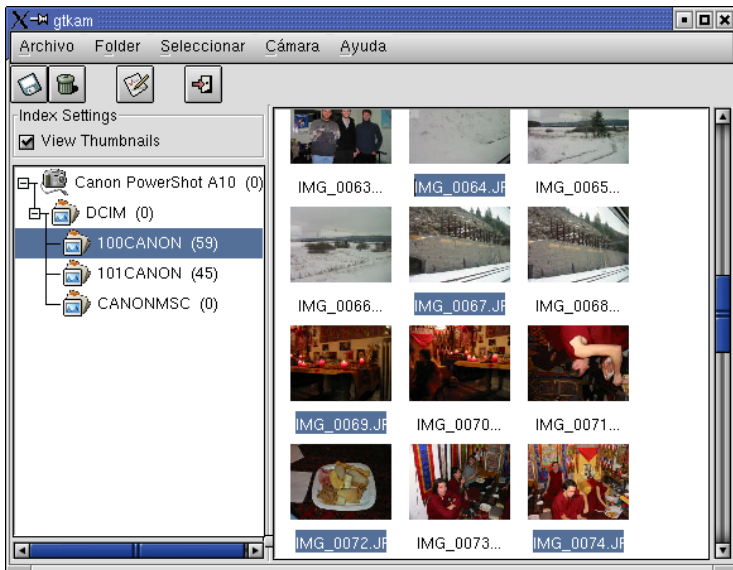 gtkam
Archivo Folder Seleccionar Cámara Ayuda
Index Settings
View Thumbnails
Canon PowerShot A10 (0)
DCIM (0)
100CANON (59)
101CANON (45)
CANONMSC (0)
IMG_0063... IMG_0064.JF IMG_0065...
IMG_0066... IMG_0067.JF IMG_0068...
IMG_0069.JF IMG_0070... IMG_0071...
IMG_0072.JF IMG_0073... IMG_0074.JF